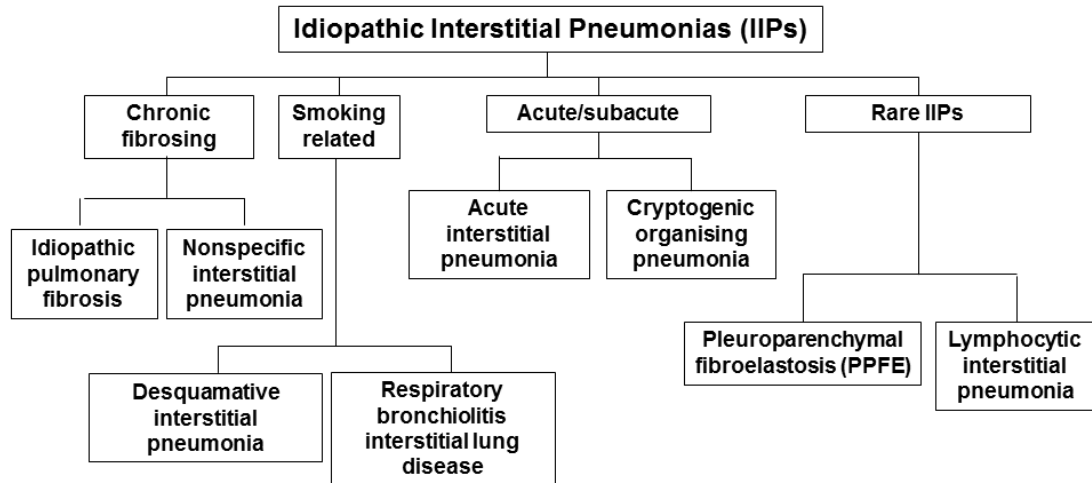 Idiopathic Interstitial Pneumonias (IIPs)
Chronic
fibrosing
Smoking
related
Acute/subacute
Rare IIPs
Idiopathic
pulmonary
fibrosis
Nonspecific
interstitial
pneumonia
Acute
interstitial
pneumonia
Cryptogenic
organising
pneumonia
Pleuroparenchymal
fibroelastosis (PPFE)
Lymphocytic
interstitial
pneumonia
Desquamative
interstitial
pneumonia
Respiratory
bronchiolitis
interstitial lung
disease